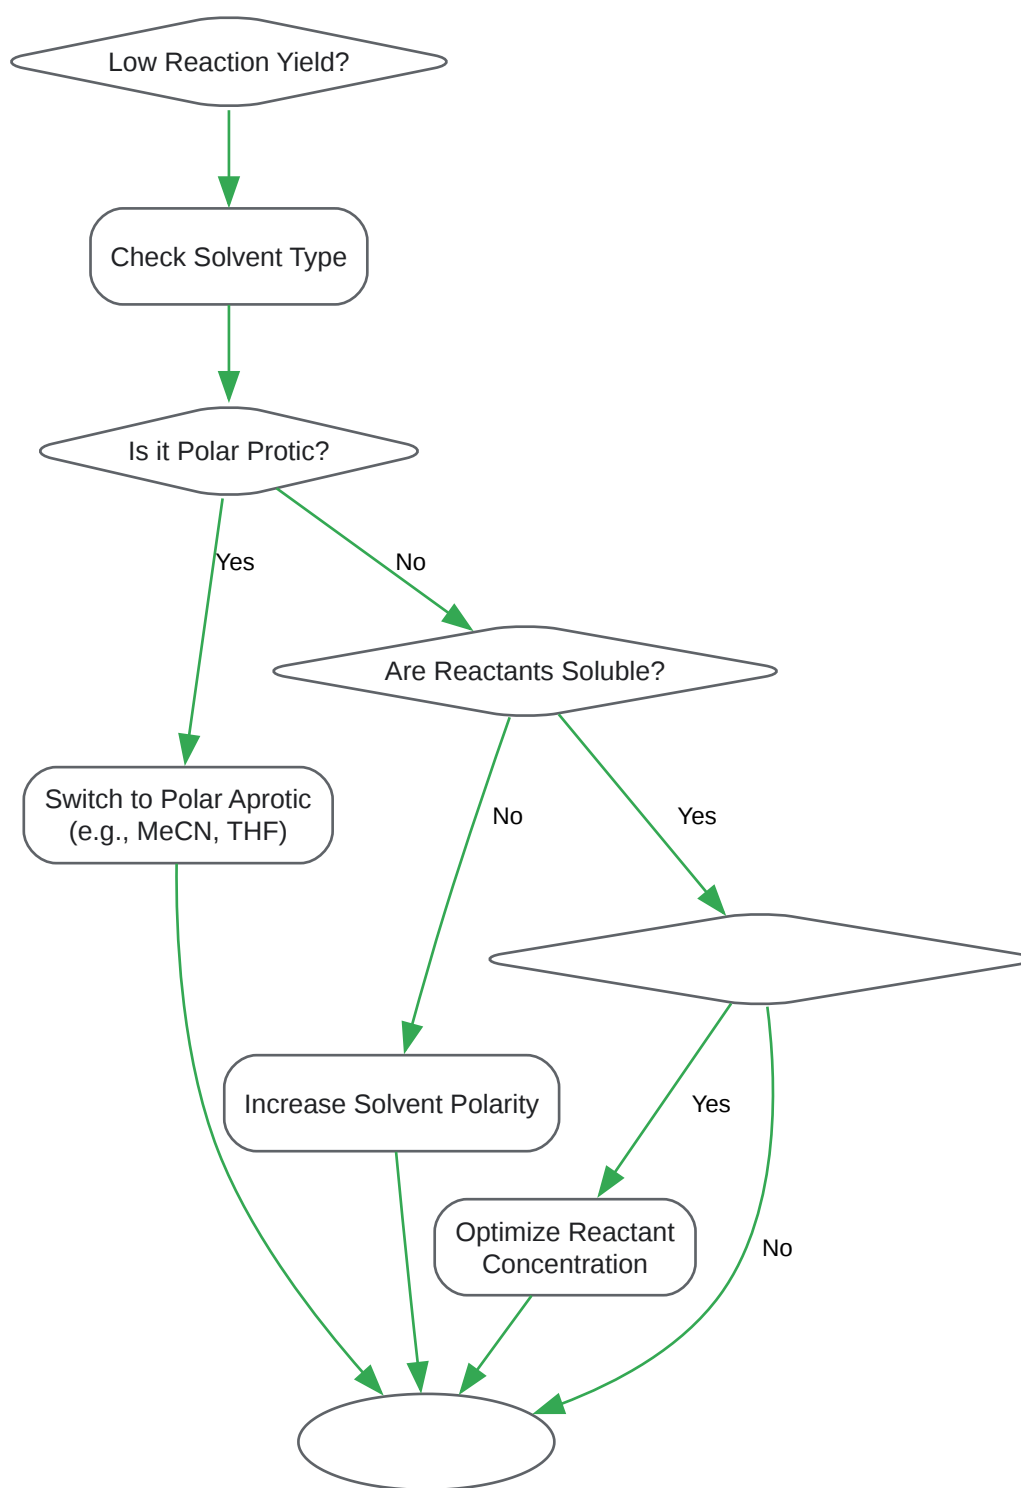 Low Reaction Yield?
Check Solvent Type
Is it Polar Protic?
Yes
No
Are Reactants Soluble?
Switch to Polar Aprotic
(e.g., MeCN, THF)
No
Yes
Increase Solvent Polarity
Yes
Optimize Reactant
Concentration
No